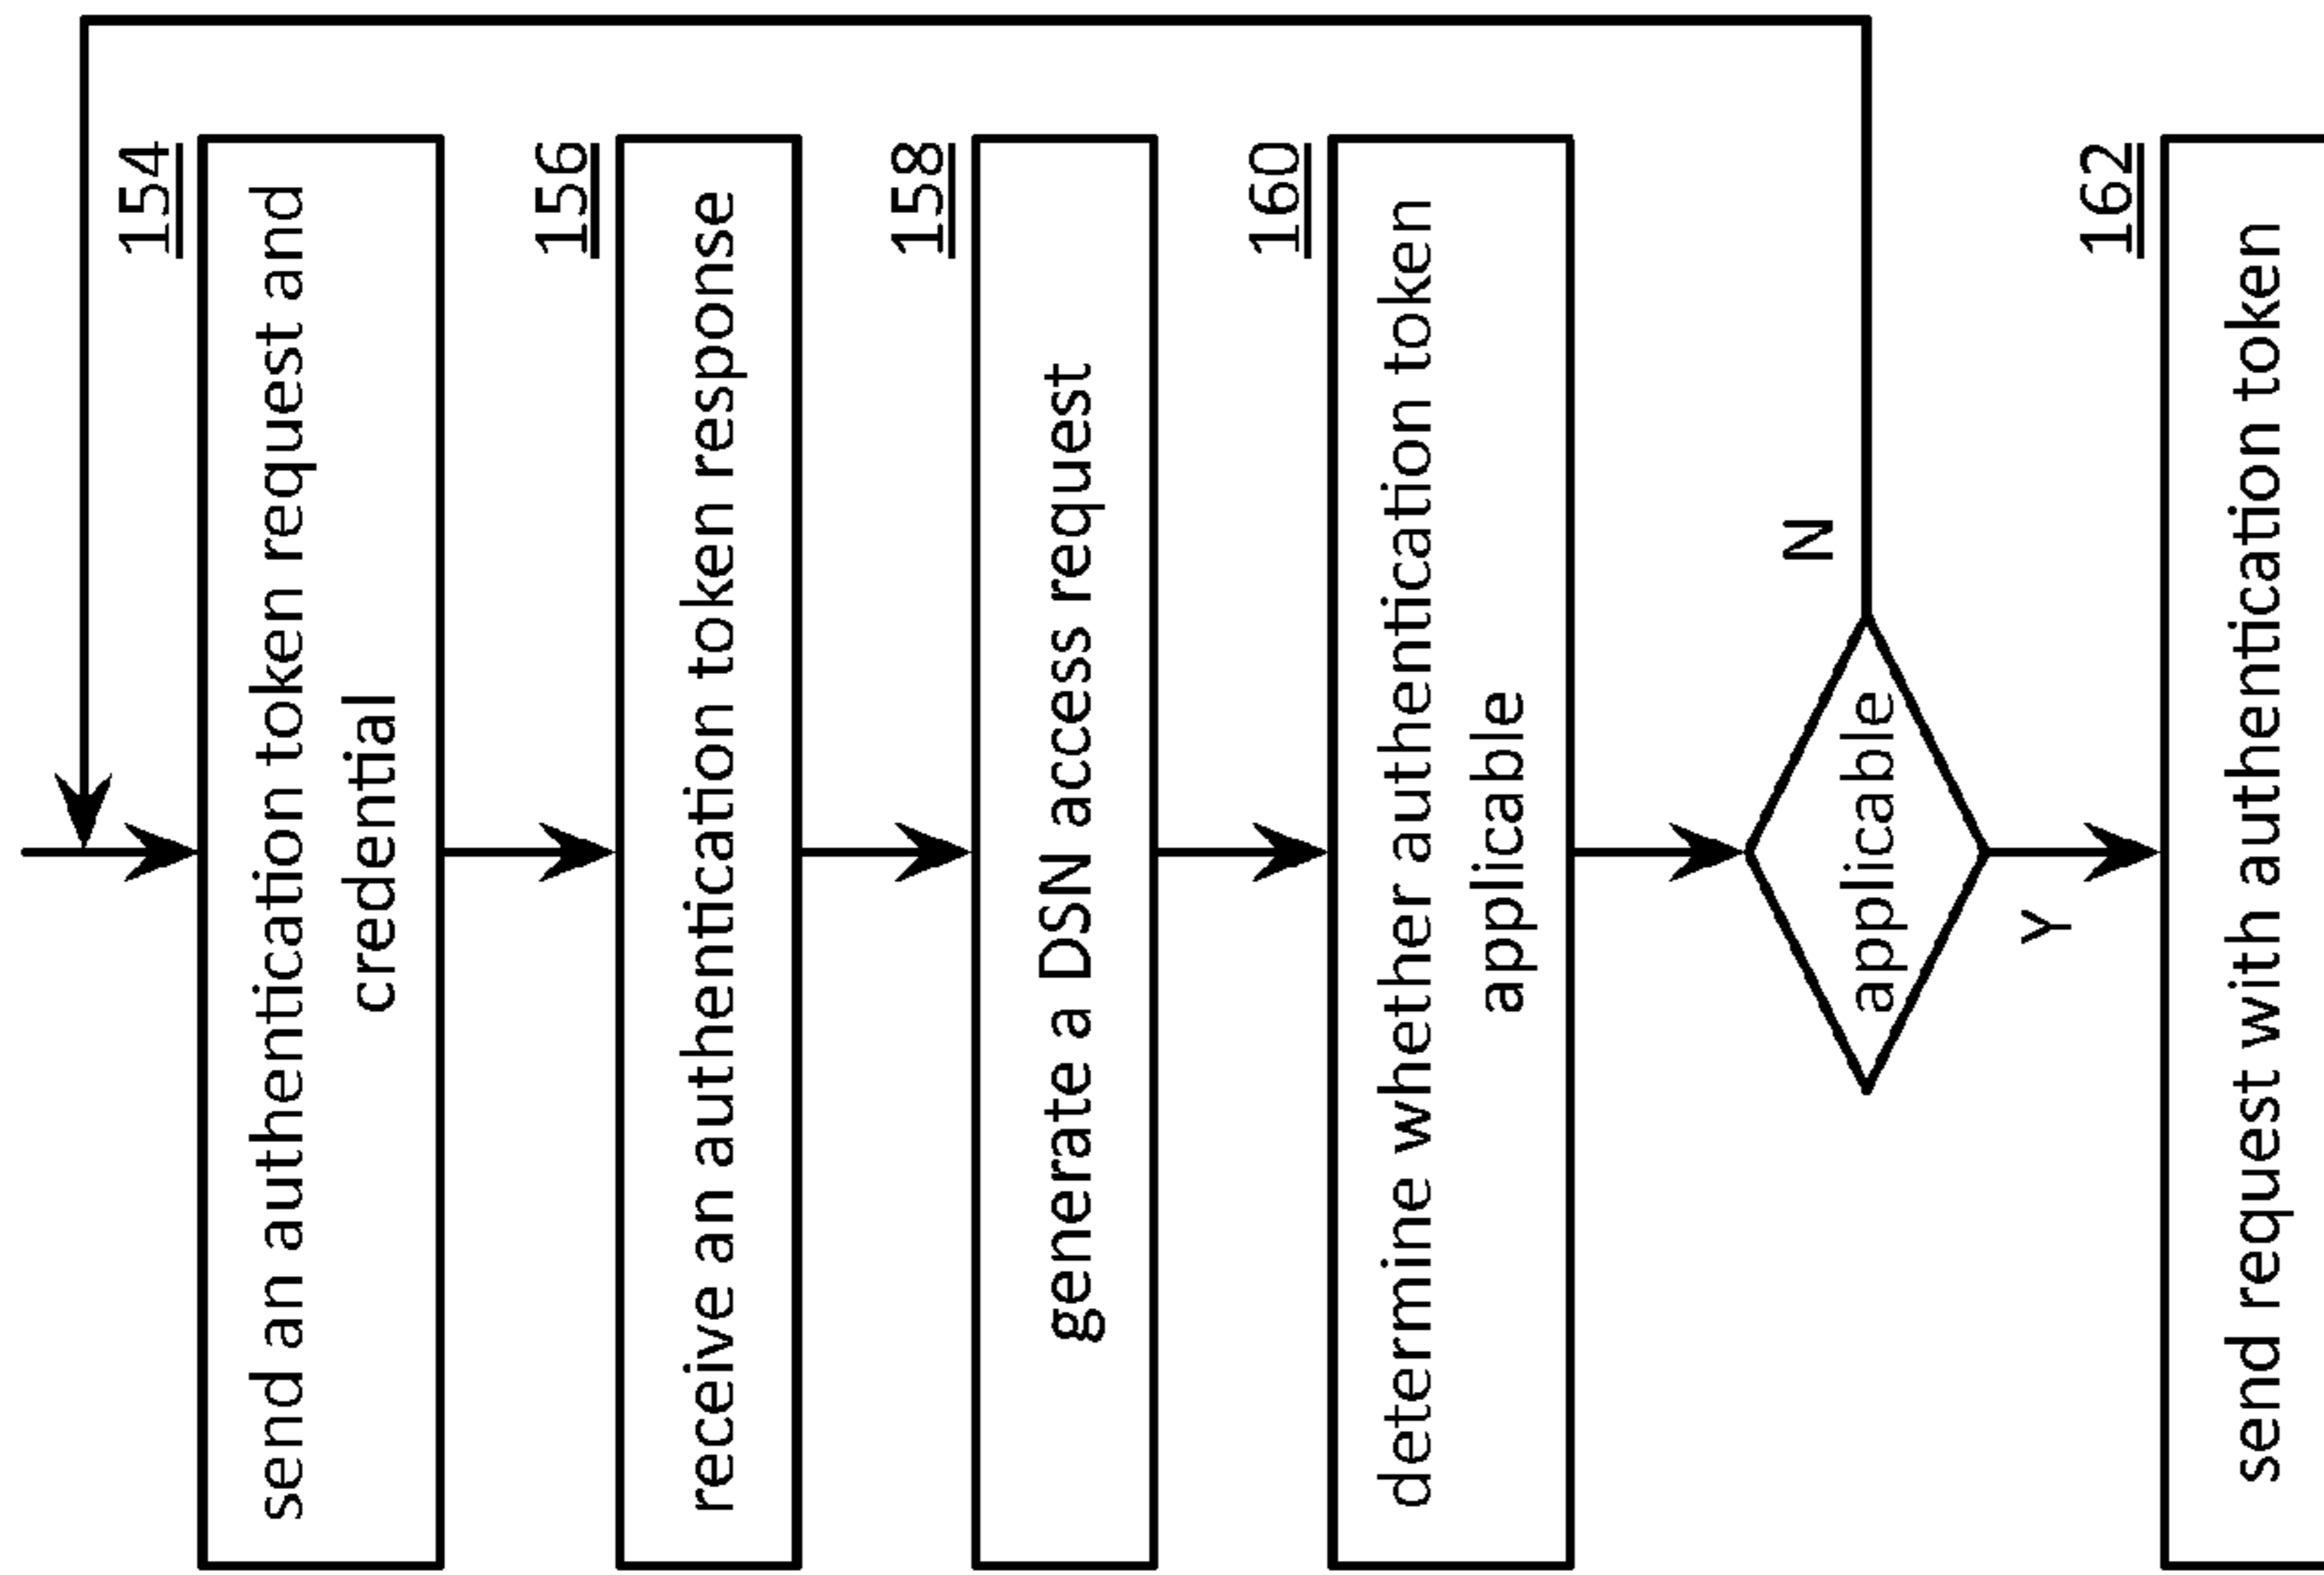 154
send an authentication token request and
credential
156
receive an authentication token response
158
generate a DSN access request
160
determine whether authentication token
applicable
applicable
N
Y
162
send request with authentication token